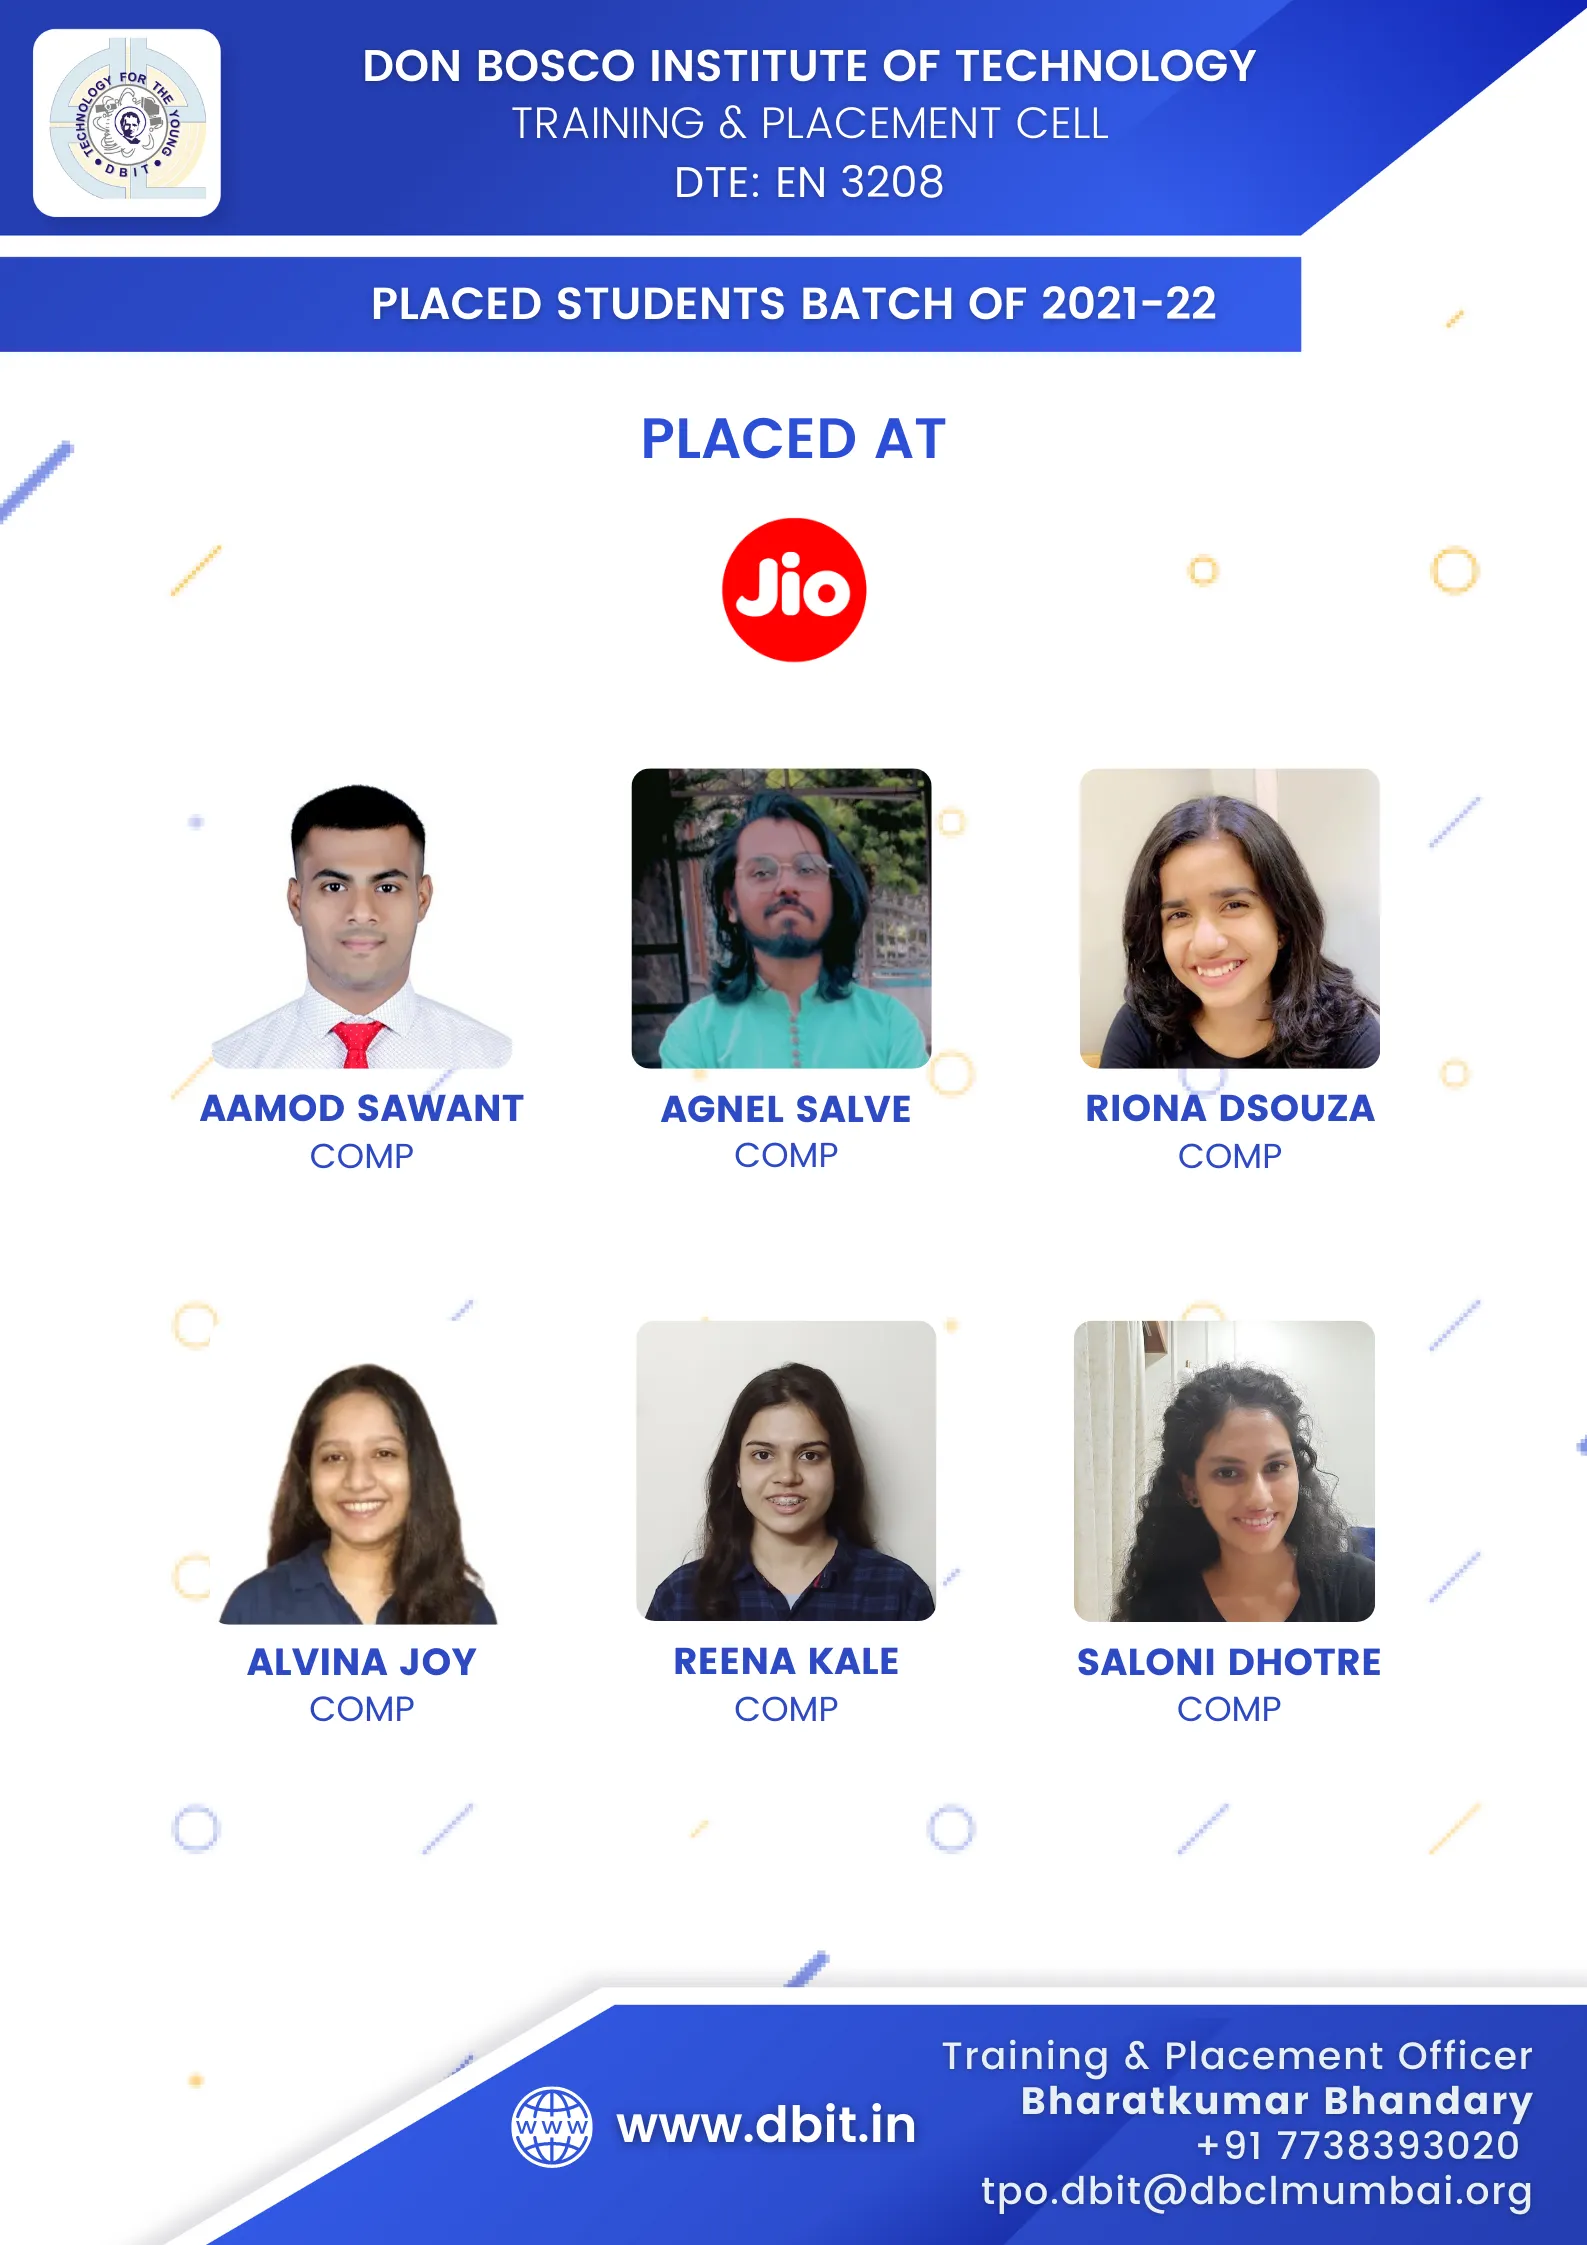 TECHNOLOGY FOR THE YOUNG
DBIT
DON BOSCO INSTITUTE OF TECHNOLOGY
TRAINING & PLACEMENT CELL
DTE: EN 3208
PLACED STUDENTS BATCH OF 2021-22
PLACED AT
Jio
AAMOD SAWANT
COMP
AGNEL SALVE
COMP
RIONA DSOUZA
COMP
ALVINA JOY
COMP
REENA KALE
COMP
SALONI DHOTRE
COMP
WWW
www.dbit.in
Training & Placement Officer
Bharatkumar Bhandary
+91 7738393020
tpo.dbit@dbclmumbai.org